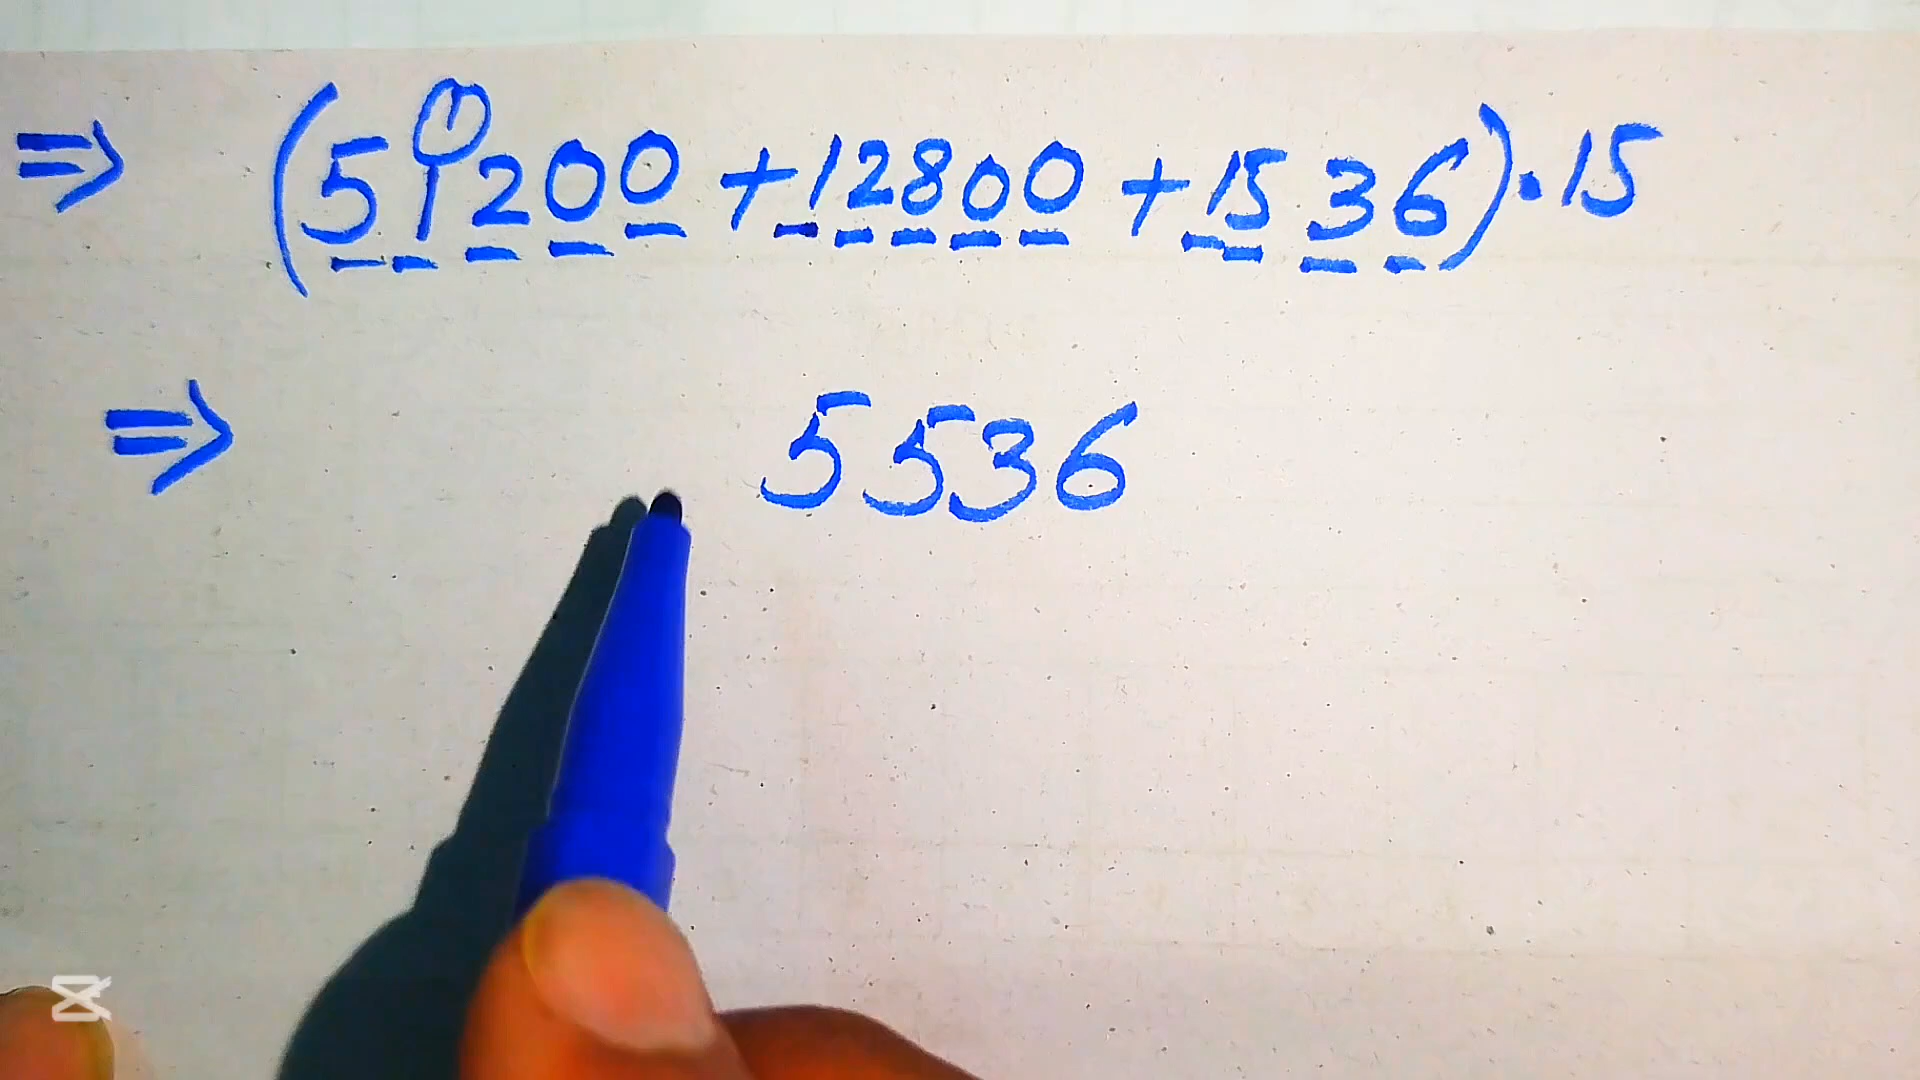 ⇒ (51200 + 12800 + 1536) · 15
⇒ 5536